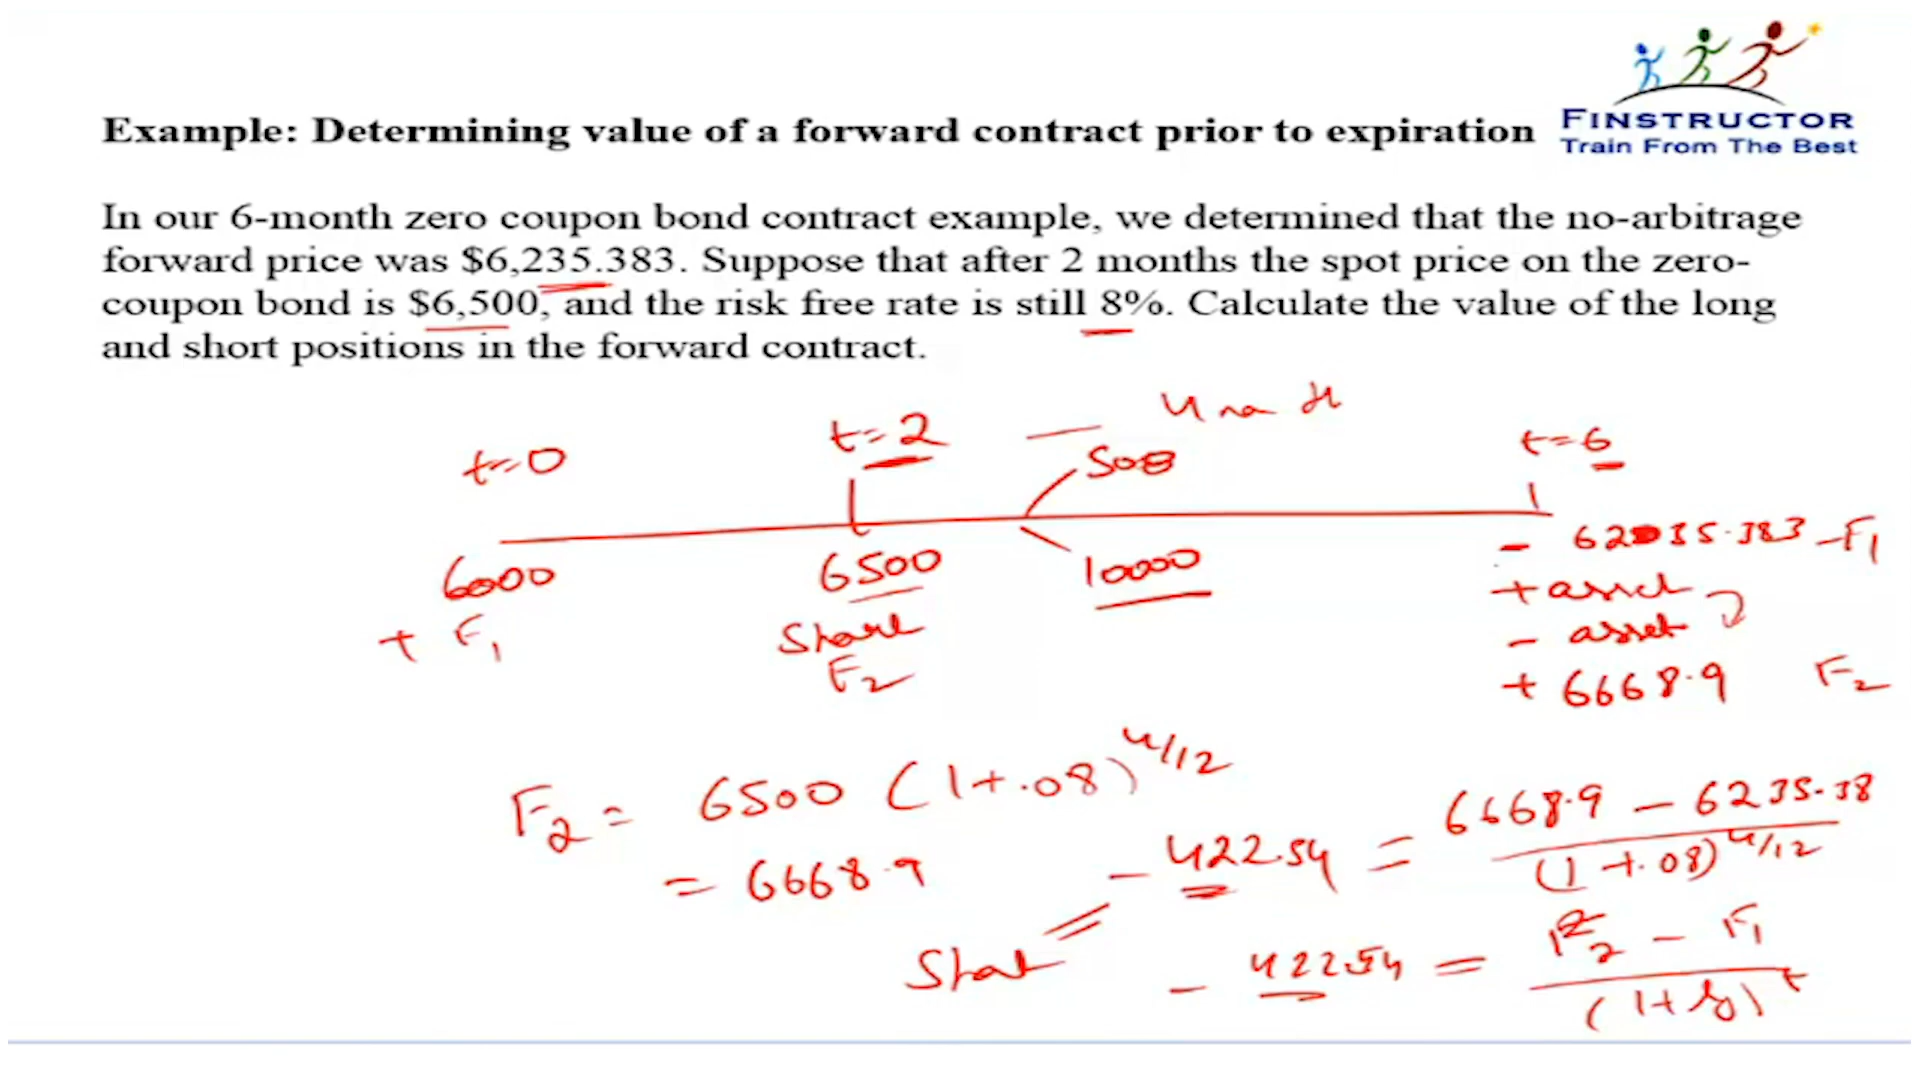 FINSTRUCTOR
Train From The Best
Example: Determining value of a forward contract prior to expiration
In our 6-month zero coupon bond contract example, we determined that the no-arbitrage
forward price was $6,235.383. Suppose that after 2 months the spot price on the zero-
coupon bond is $6,500, and the risk free rate is still 8%. Calculate the value of the long
and short positions in the forward contract.
t=0
t=2
t=6
500
6000
6500
10000
- 6235.383 - F₁
+ asset
- asset
+ 6668.9 F₂
+ F₁
F₂
F₂ = 6500 (1+.08)^4/12
= 6668.9
- 422.54 = 6668.9 - 6235.38
(1+.08)^4/12
- 422.54 = F₂ - F₁